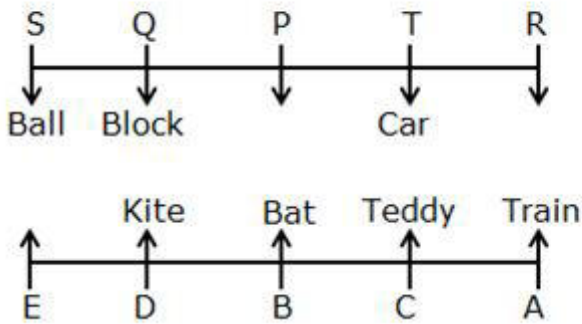 S Q P T R
Ball Block Car
Kite Bat Teddy Train
E D B C A